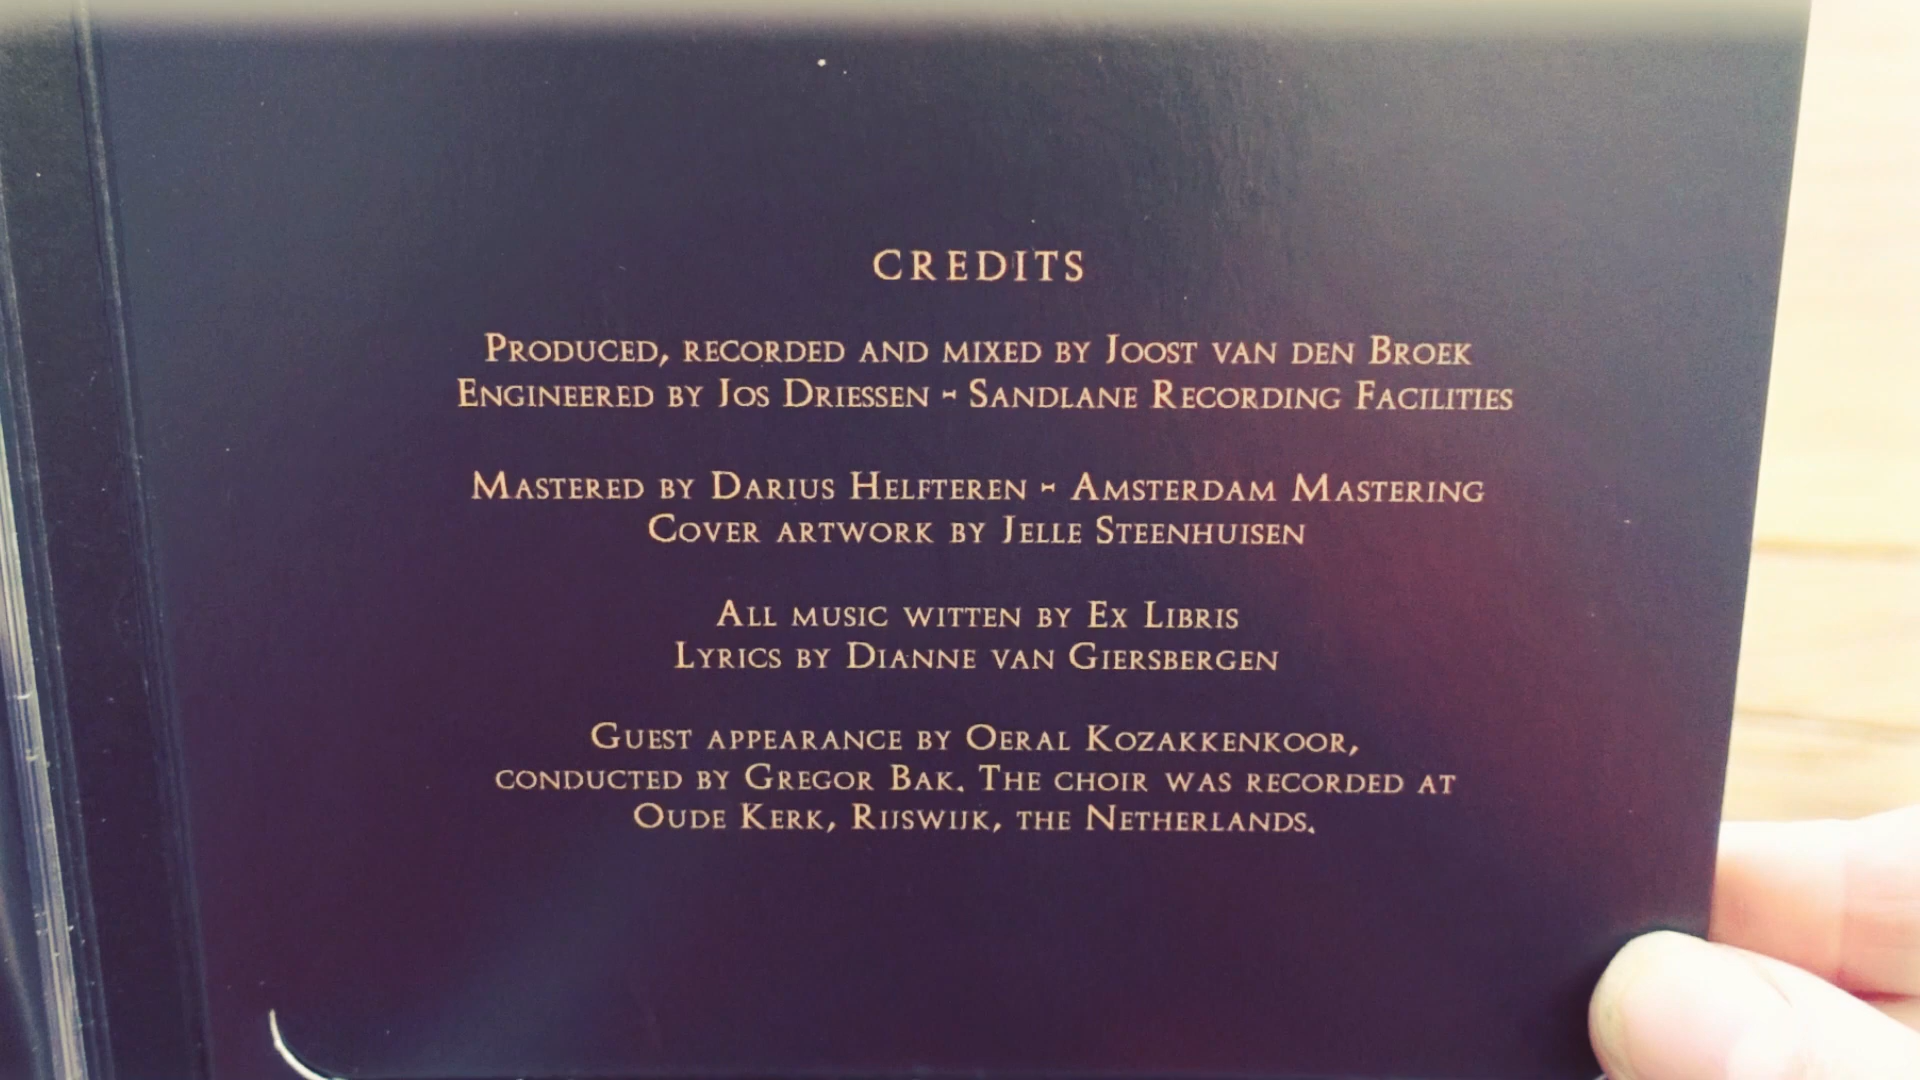 CREDITS
PRODUCED, RECORDED AND MIXED BY JOOST VAN DEN BROEK
ENGINEERED BY JOS DRIESSEN - SANDLANE RECORDING FACILITIES
MASTERED BY DARIUS HELFTEREN - AMSTERDAM MASTERING
COVER ARTWORK BY JELLE STEENHUISEN
ALL MUSIC WITTEN BY EX LIBRIS
LYRICS BY DIANNE VAN GIERSBERGEN
GUEST APPEARANCE BY OERAL KOZAKKENKOOR,
CONDUCTED BY GREGOR BAK. THE CHOIR WAS RECORDED AT
OUDE KERK, RIJSWIJK, THE NETHERLANDS.